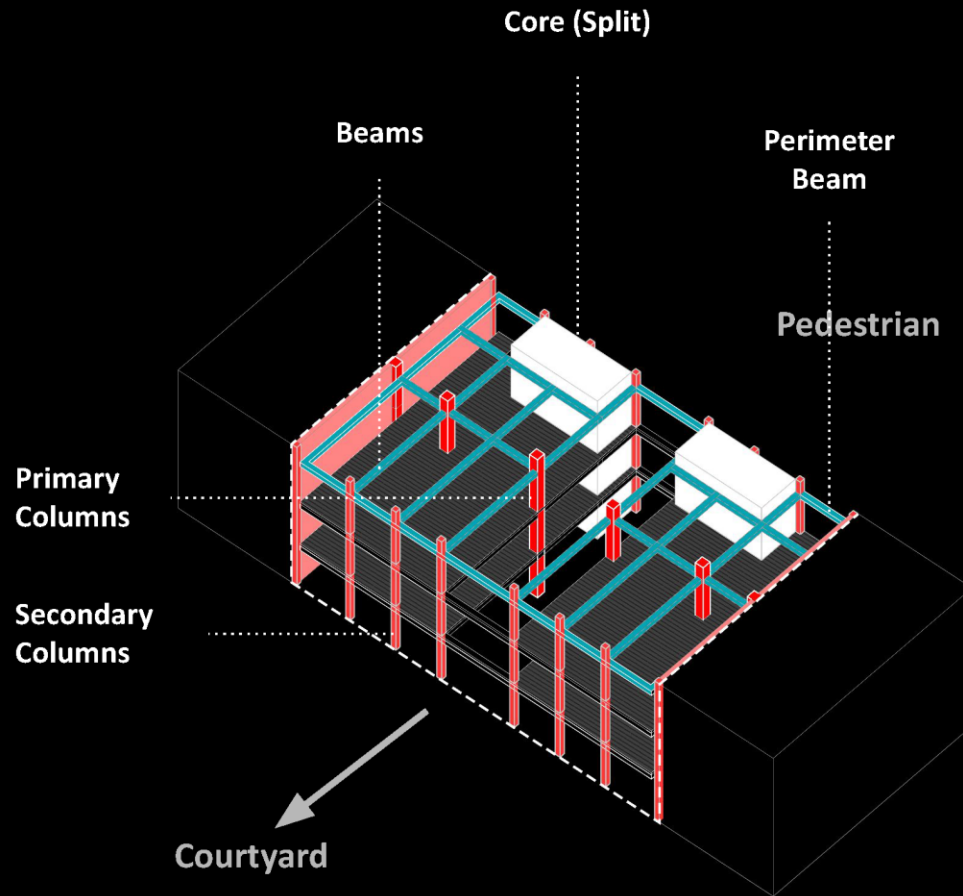 Core (Split)
Beams
Perimeter
Beam
Pedestrian
Primary
Columns
Secondary
Columns
Courtyard